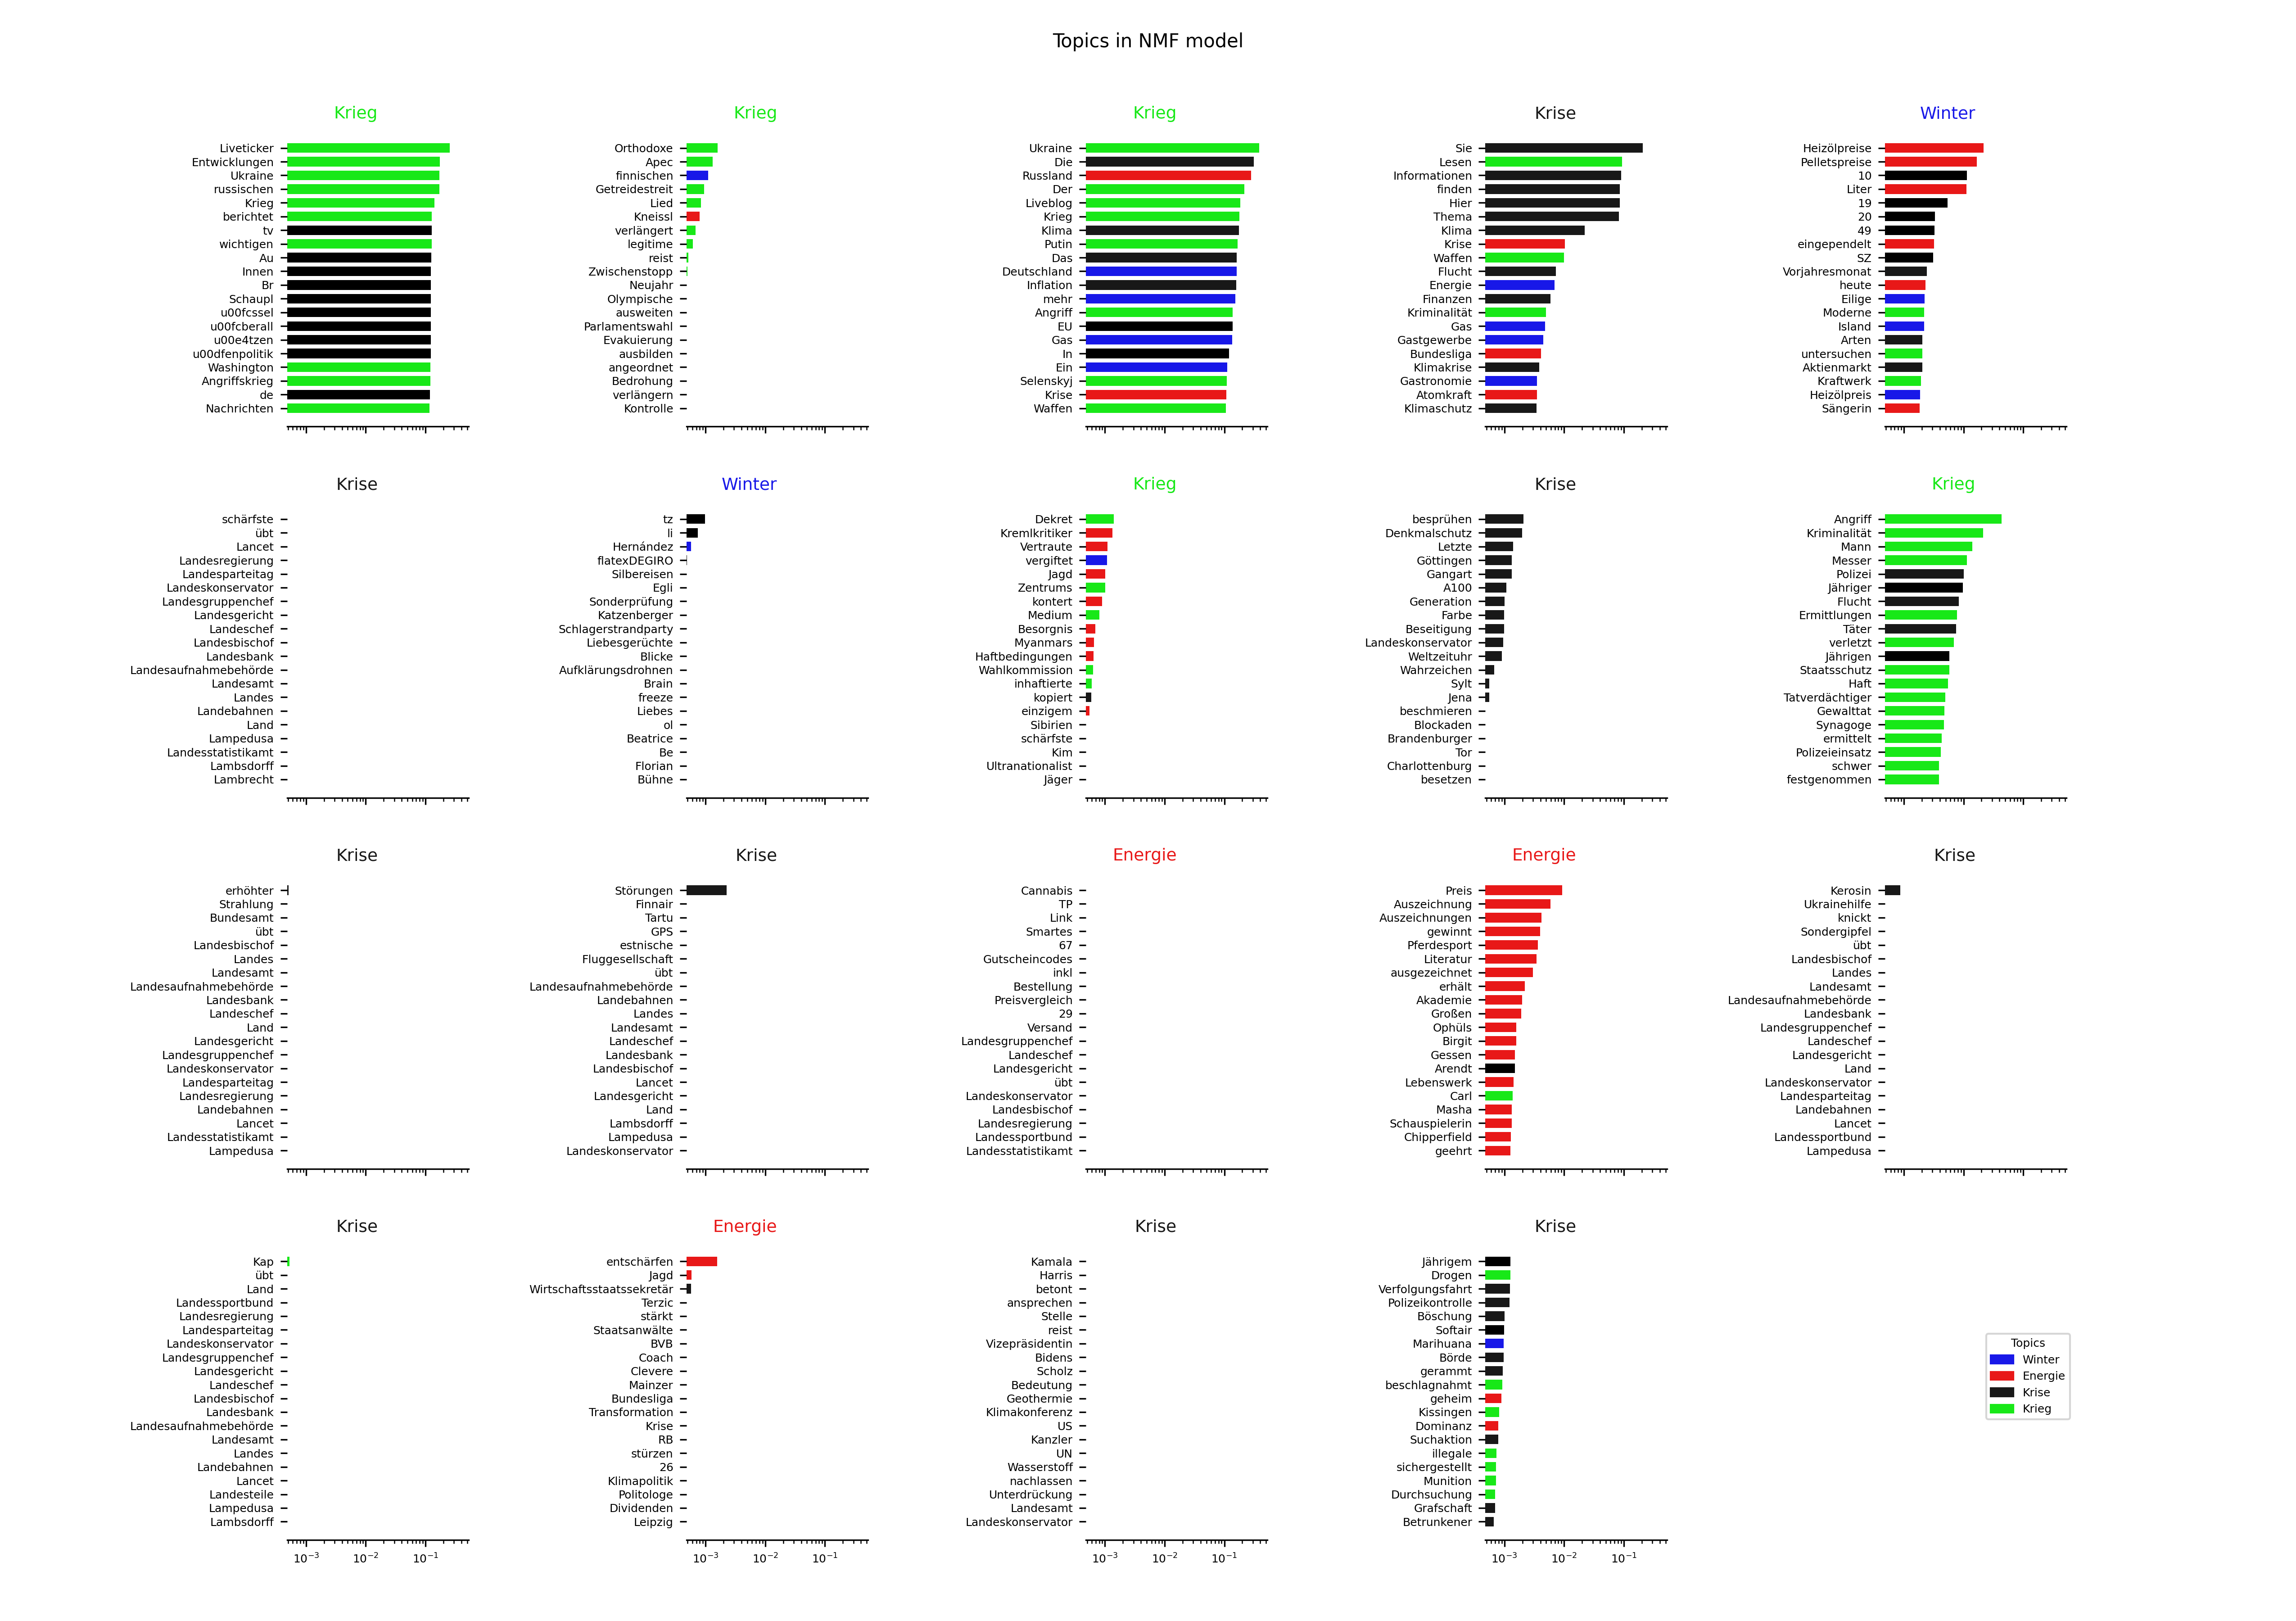 Topics in NMF model
Krieg
Liveticker
Entwicklungen
Ukraine
russischen
Krieg
berichtet
tv
wichtigen
Au
Innen
Br
Schaupl
u00fcssel
u00fcberall
u00e4tzen
u00dfenpolitik
Washington
Angriffskrieg
de
Nachrichten
Krieg
Orthodoxe
Apec
finnischen
Getreidestreit
Lied
Kneissl
verlängert
legitime
reist
Zwischenstopp
Neujahr
Olympische
ausweiten
Parlamentswahl
Evakuierung
ausbilden
angeordnet
Bedrohung
verlängern
Kontrolle
Krieg
Ukraine
Die
Russland
Der
Liveblog
Krieg
Klima
Putin
Das
Deutschland
Inflation
mehr
Angriff
EU
Gas
In
Ein
Selenskyj
Krise
Waffen
Krise
Sie
Lesen
Informationen
finden
Hier
Thema
Klima
Krise
Waffen
Flucht
Energie
Finanzen
Kriminalität
Gas
Gastgewerbe
Bundesliga
Klimakrise
Gastronomie
Atomkraft
Klimaschutz
Winter
Heizölpreise
Pelletspreise
10
Liter
19
20
49
eingependelt
SZ
Vorjahresmonat
heute
Eilige
Moderne
Island
Arten
untersuchen
Aktienmarkt
Kraftwerk
Heizölpreis
Sängerin
Krise
schärfste
übt
Lancet
Landesregierung
Landesparteitag
Landeskonservator
Landesgruppenchef
Landesgericht
Landeschef
Landesbischof
Landesbank
Landesaufnahmebehörde
Landesamt
Landes
Landebahnen
Land
Lampedusa
Landesstatistikamt
Lambsdorff
Lambrecht
Winter
tz
li
Hernández
flatexDEGIRO
Silbereisen
Egli
Sonderprüfung
Katzenberger
Schlagerstrandparty
Liebesgerüchte
Blicke
Aufklärungsdrohnen
Brain
freeze
Liebes
ol
Beatrice
Be
Florian
Bühne
Krieg
Dekret
Kremlkritiker
Vertraute
vergiftet
Jagd
Zentrums
kontert
Medium
Besorgnis
Myanmars
Haftbedingungen
Wahlkommission
inhaftierte
kopiert
einzigem
Sibirien
schärfste
Kim
Ultranationalist
Jäger
Krise
besprühen
Denkmalschutz
Letzte
Göttingen
Gangart
A100
Generation
Farbe
Beseitigung
Landeskonservator
Weltzeituhr
Wahrzeichen
Sylt
Jena
beschmieren
Blockaden
Brandenburger
Tor
Charlottenburg
besetzen
Krieg
Angriff
Kriminalität
Mann
Messer
Polizei
Jähriger
Flucht
Ermittlungen
Täter
verletzt
Jährigen
Staatsschutz
Haft
Tatverdächtiger
Gewalttat
Synagoge
ermittelt
Polizeieinsatz
schwer
festgenommen
Krise
erhöhter
Strahlung
Bundesamt
übt
Landesbischof
Landes
Landesamt
Landesaufnahmebehörde
Landesbank
Landeschef
Land
Landesgericht
Landesgruppenchef
Landeskonservator
Landesparteitag
Landesregierung
Landebahnen
Lancet
Landesstatistikamt
Lampedusa
Krise
Störungen
Finnair
Tartu
GPS
estnische
Fluggesellschaft
übt
Landesaufnahmebehörde
Landebahnen
Landes
Landesamt
Landeschef
Landesbank
Landesbischof
Lancet
Landesgericht
Land
Lambsdorff
Lampedusa
Landeskonservator
Energie
Cannabis
TP
Link
Smartes
67
Gutscheincodes
inkl
Bestellung
Preisvergleich
29
Versand
Landesgruppenchef
Landeschef
Landesgericht
übt
Landeskonservator
Landesbischof
Landesregierung
Landessportbund
Landesstatistikamt
Energie
Preis
Auszeichnung
Auszeichnungen
gewinnt
Pferdesport
Literatur
ausgezeichnet
erhält
Akademie
Großen
Ophüls
Birgit
Gessen
Arendt
Lebenswerk
Carl
Masha
Schauspielerin
Chipperfield
geehrt
Krise
Kerosin
Ukrainehilfe
knickt
Sondergipfel
übt
Landesbischof
Landes
Landesamt
Landesaufnahmebehörde
Landesbank
Landesgruppenchef
Landeschef
Landesgericht
Land
Landeskonservator
Landesparteitag
Landebahnen
Lancet
Landessportbund
Lampedusa
Krise
Kap
übt
Land
Landessportbund
Landesregierung
Landesparteitag
Landeskonservator
Landesgruppenchef
Landesgericht
Landeschef
Landesbischof
Landesbank
Landesaufnahmebehörde
Landesamt
Landes
Landebahnen
Lancet
Landesteile
Lampedusa
Lambsdorff
10⁻³ 10⁻² 10⁻¹
Energie
entschärfen
Jagd
Wirtschaftsstaatssekretär
Terzic
stärkt
Staatsanwälte
BVB
Coach
Clevere
Mainzer
Bundesliga
Transformation
Krise
RB
stürzen
26
Klimapolitik
Politologe
Dividenden
Leipzig
10⁻³ 10⁻² 10⁻¹
Krise
Kamala
Harris
betont
ansprechen
Stelle
reist
Vizepräsidentin
Bidens
Scholz
Bedeutung
Geothermie
Klimakonferenz
US
Kanzler
UN
Wasserstoff
nachlassen
Unterdrückung
Landesamt
Landeskonservator
10⁻³ 10⁻² 10⁻¹
Krise
Jährigem
Drogen
Verfolgungsfahrt
Polizeikontrolle
Böschung
Softair
Marihuana
Börde
gerammt
beschlagnahmt
geheim
Kissingen
Dominanz
Suchaktion
illegale
sichergestellt
Munition
Durchsuchung
Grafschaft
Betrunkener
10⁻³ 10⁻² 10⁻¹
Topics
Winter
Energie
Krise
Krieg